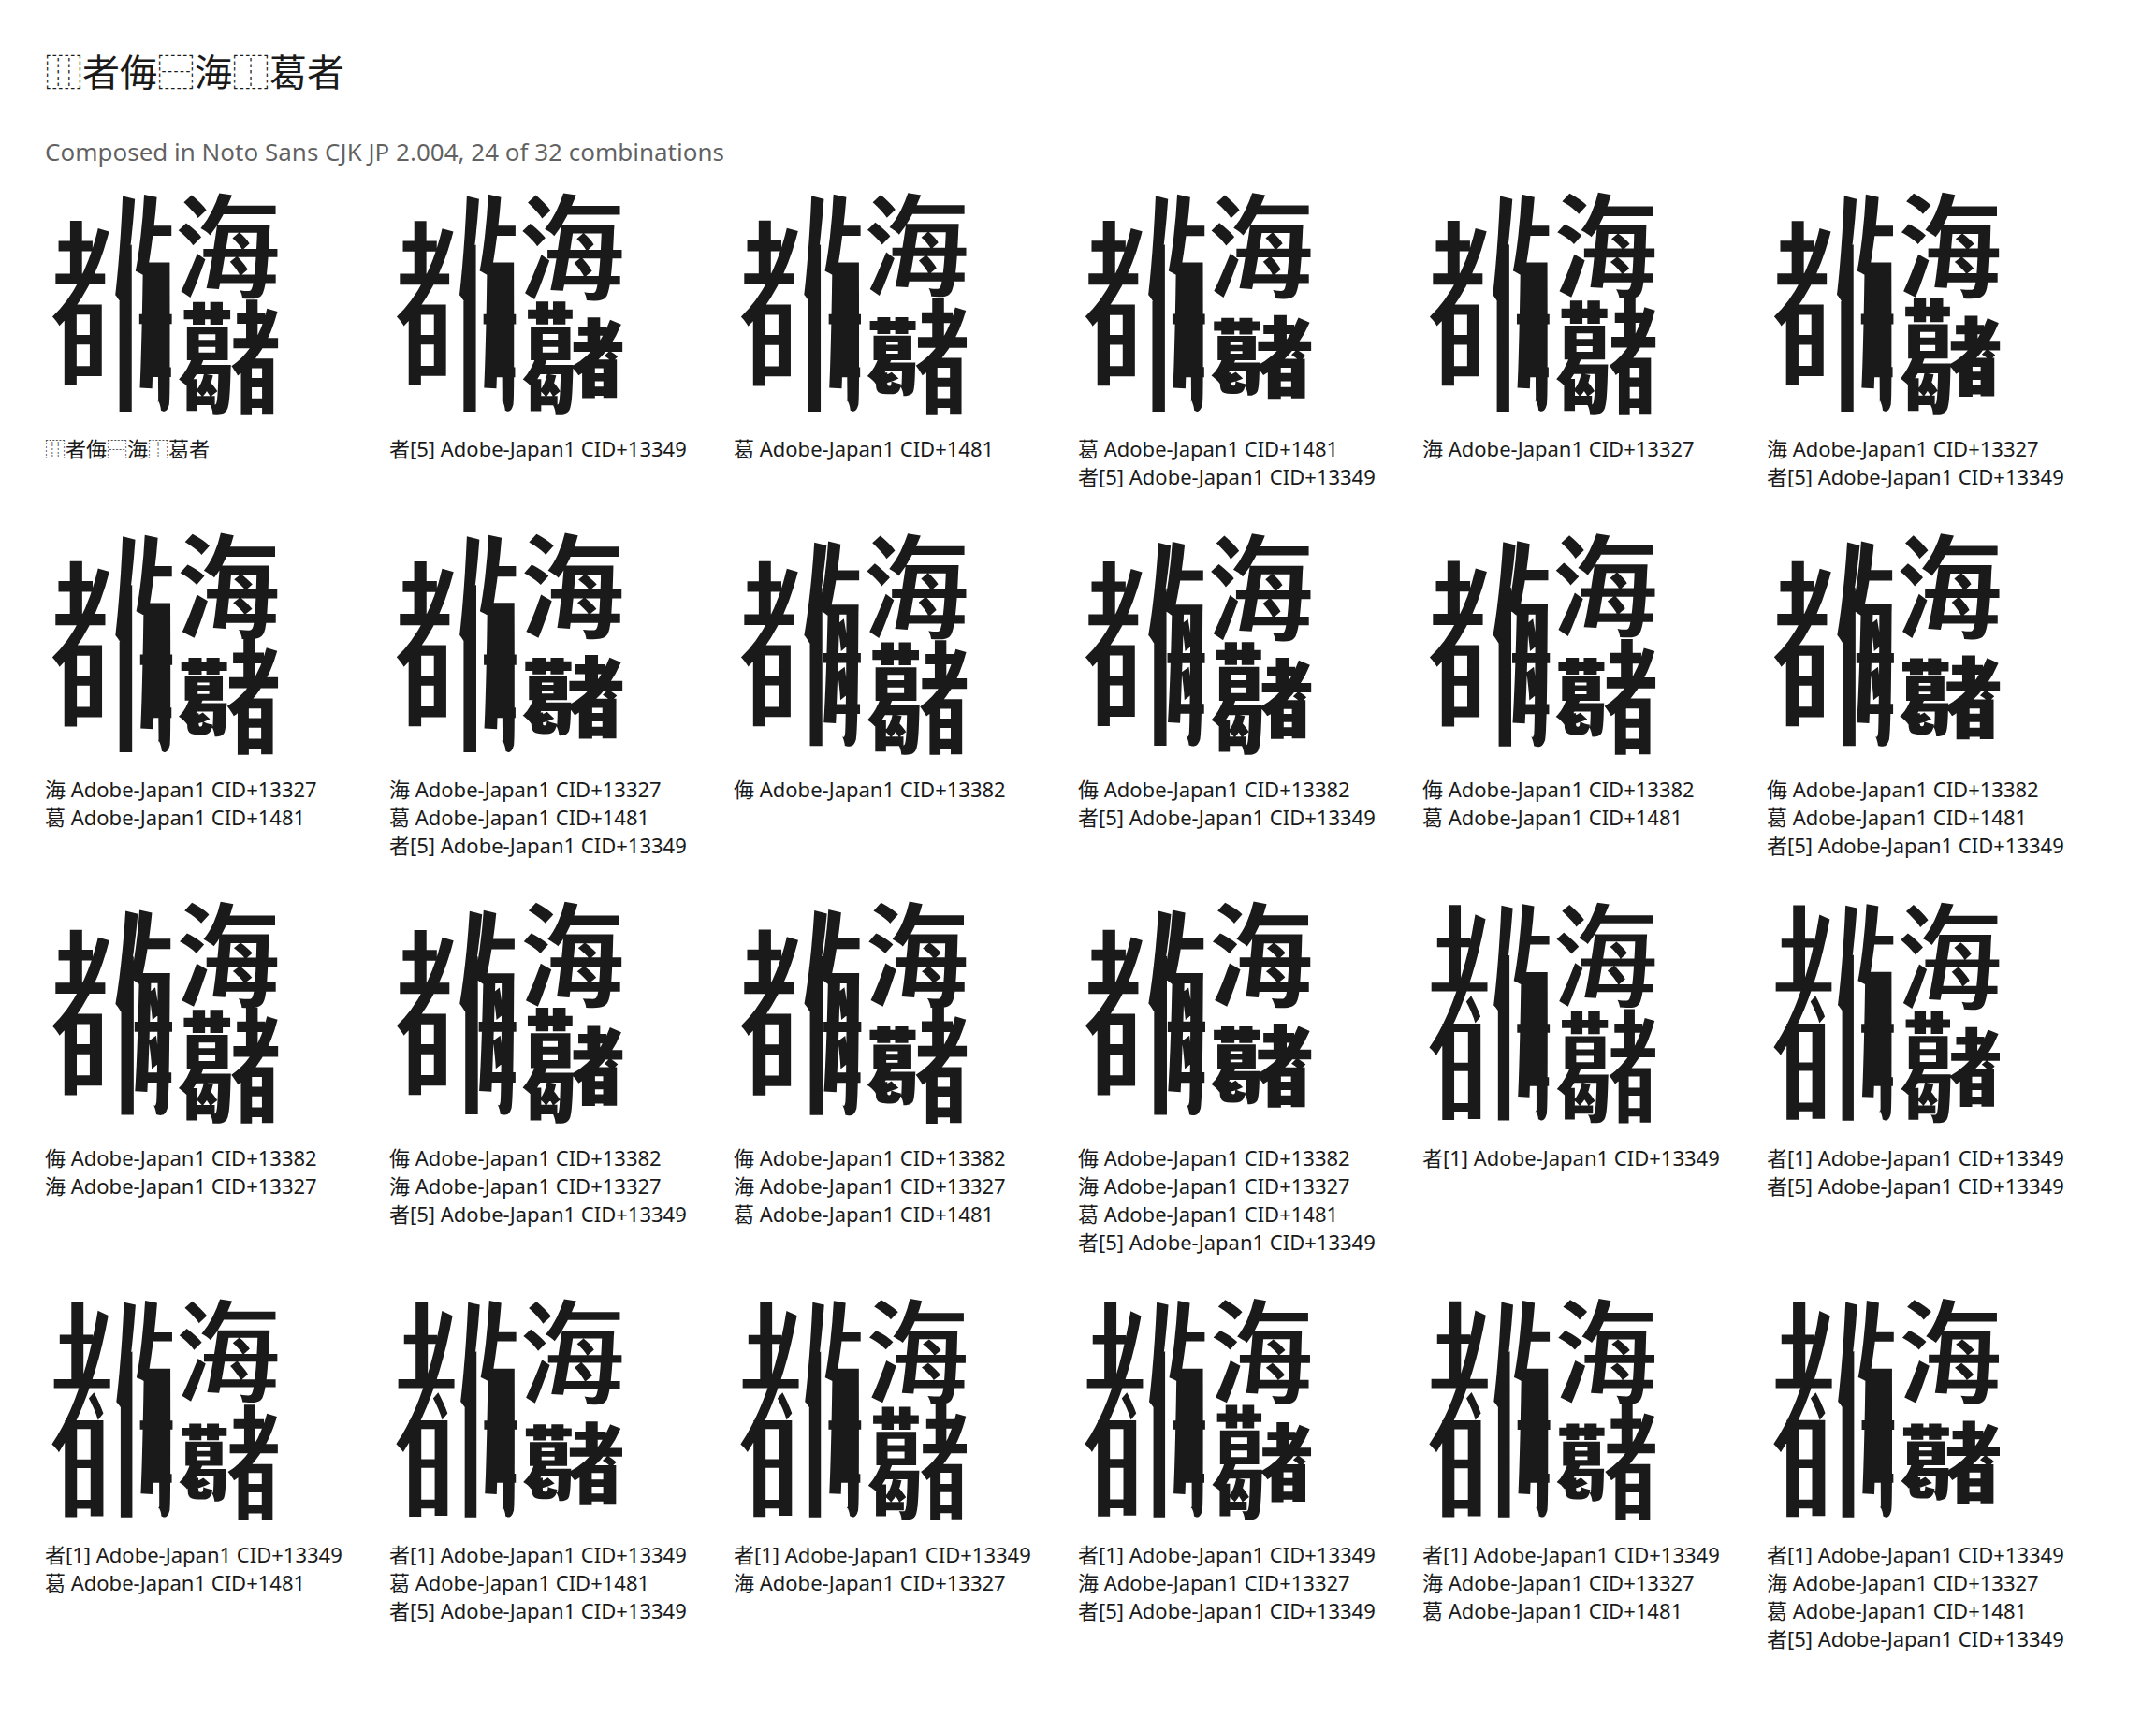 ⿲者侮⿱海⿰葛者
Composed in Noto Sans CJK JP 2.004, 24 of 32 combinations
⿲者侮⿱海⿰葛者
者[5] Adobe-Japan1 CID+13349
葛 Adobe-Japan1 CID+1481
葛 Adobe-Japan1 CID+1481
者[5] Adobe-Japan1 CID+13349
海 Adobe-Japan1 CID+13327
海 Adobe-Japan1 CID+13327
者[5] Adobe-Japan1 CID+13349
海 Adobe-Japan1 CID+13327
葛 Adobe-Japan1 CID+1481
海 Adobe-Japan1 CID+13327
葛 Adobe-Japan1 CID+1481
者[5] Adobe-Japan1 CID+13349
侮 Adobe-Japan1 CID+13382
侮 Adobe-Japan1 CID+13382
者[5] Adobe-Japan1 CID+13349
侮 Adobe-Japan1 CID+13382
葛 Adobe-Japan1 CID+1481
侮 Adobe-Japan1 CID+13382
葛 Adobe-Japan1 CID+1481
者[5] Adobe-Japan1 CID+13349
侮 Adobe-Japan1 CID+13382
海 Adobe-Japan1 CID+13327
侮 Adobe-Japan1 CID+13382
海 Adobe-Japan1 CID+13327
者[5] Adobe-Japan1 CID+13349
侮 Adobe-Japan1 CID+13382
海 Adobe-Japan1 CID+13327
葛 Adobe-Japan1 CID+1481
侮 Adobe-Japan1 CID+13382
海 Adobe-Japan1 CID+13327
葛 Adobe-Japan1 CID+1481
者[5] Adobe-Japan1 CID+13349
者[1] Adobe-Japan1 CID+13349
者[1] Adobe-Japan1 CID+13349
者[5] Adobe-Japan1 CID+13349
者[1] Adobe-Japan1 CID+13349
葛 Adobe-Japan1 CID+1481
者[1] Adobe-Japan1 CID+13349
葛 Adobe-Japan1 CID+1481
者[5] Adobe-Japan1 CID+13349
者[1] Adobe-Japan1 CID+13349
海 Adobe-Japan1 CID+13327
者[1] Adobe-Japan1 CID+13349
海 Adobe-Japan1 CID+13327
者[5] Adobe-Japan1 CID+13349
者[1] Adobe-Japan1 CID+13349
海 Adobe-Japan1 CID+13327
葛 Adobe-Japan1 CID+1481
者[1] Adobe-Japan1 CID+13349
海 Adobe-Japan1 CID+13327
葛 Adobe-Japan1 CID+1481
者[5] Adobe-Japan1 CID+13349